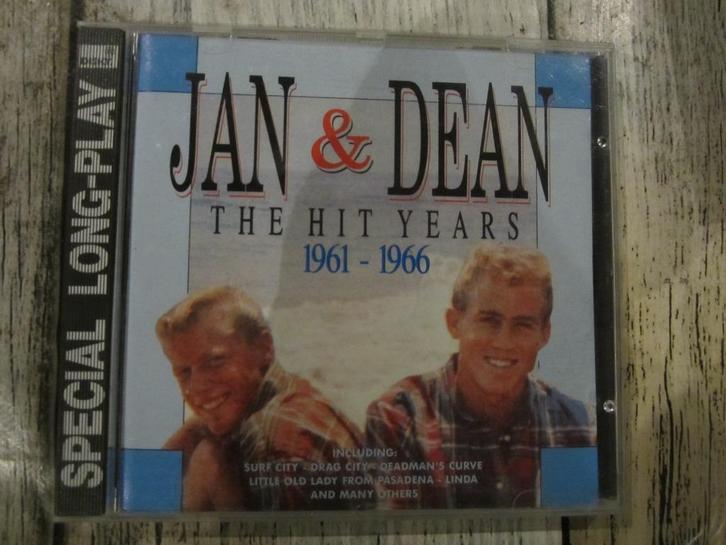 JAN & DEAN
THE HIT YEARS
1961 - 1966
INCLUDING:
SURF CITY - DRAG CITY - DEADMAN'S CURVE
LITTLE OLD LADY FROM PASADENA - LINDA
AND MANY OTHERS
SPECIAL LONG-PLAY